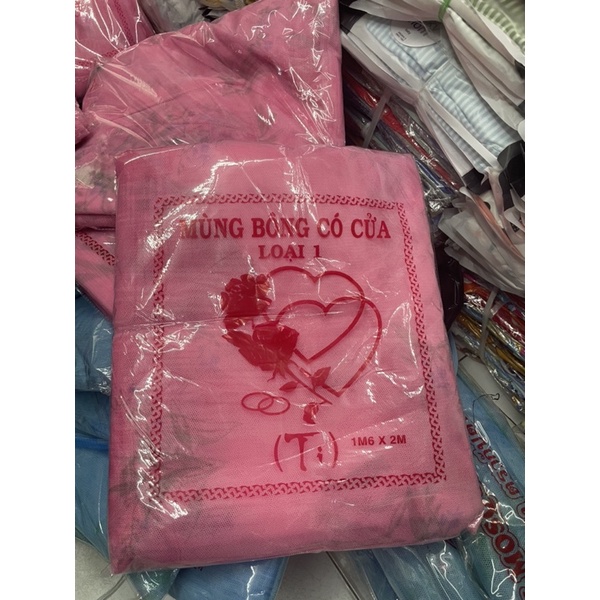 MÙNG BÔNG CÓ CỬA
LOẠI 1
(Ti)
1M6 X 2M